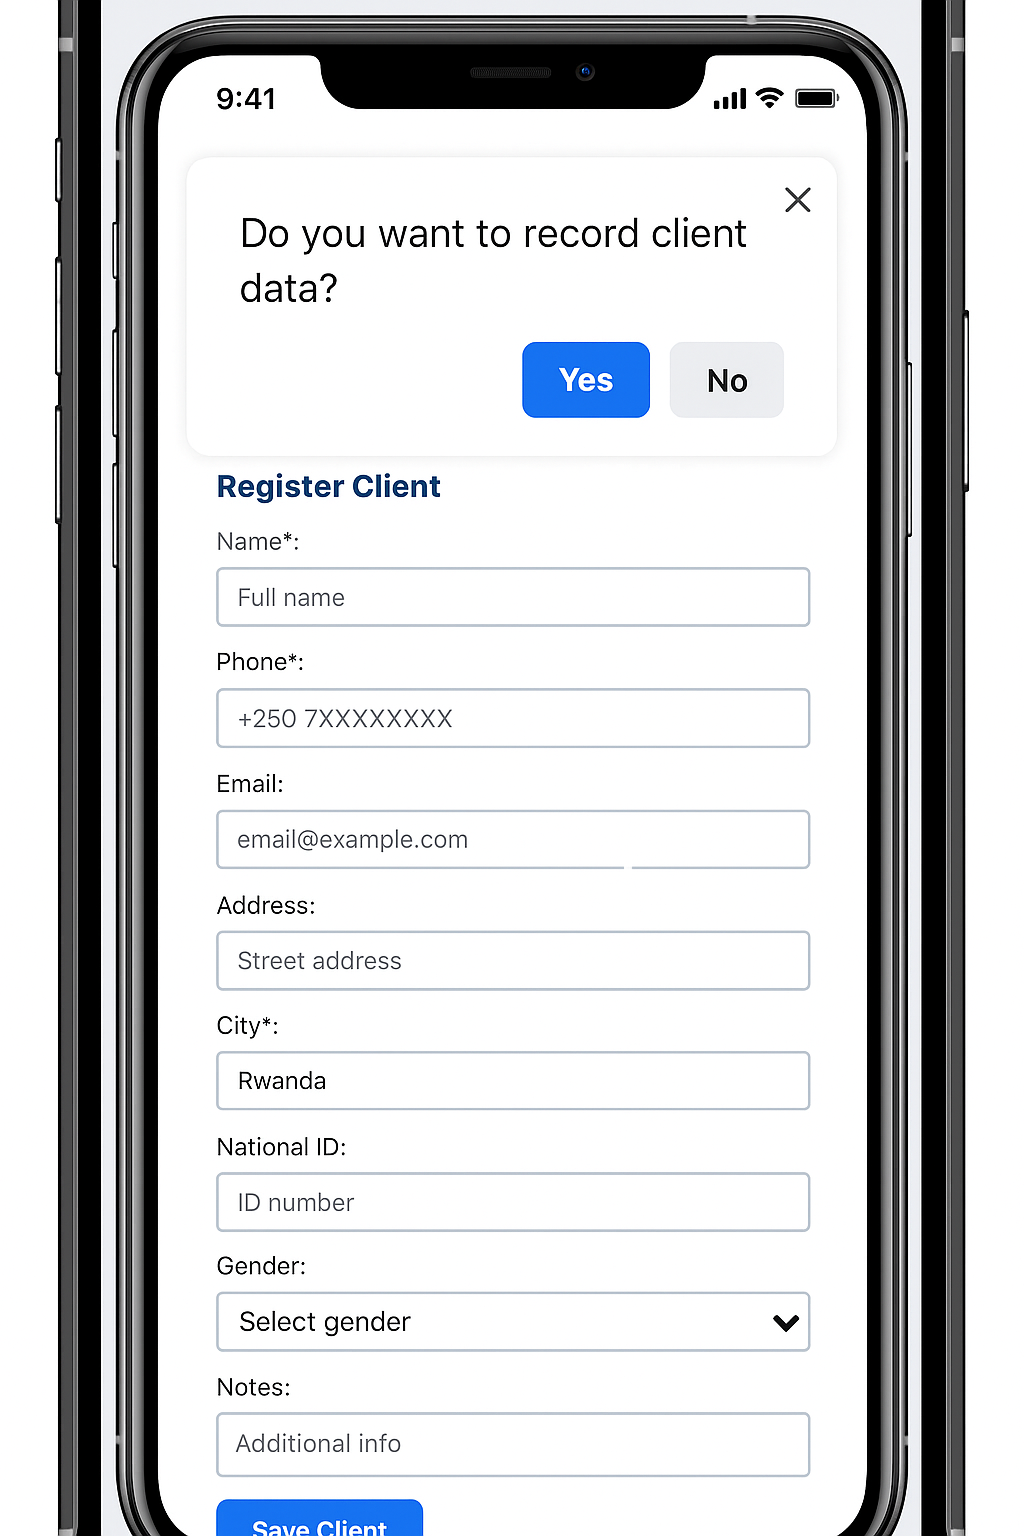 9:41
Do you want to record client
data?
Yes No
Register Client
Name*:
Full name
Phone*:
+250 7XXXXXXXX
Email:
email@example.com
Address:
Street address
City*:
Rwanda
National ID:
ID number
Gender:
Select gender
Notes:
Additional info
Save Client